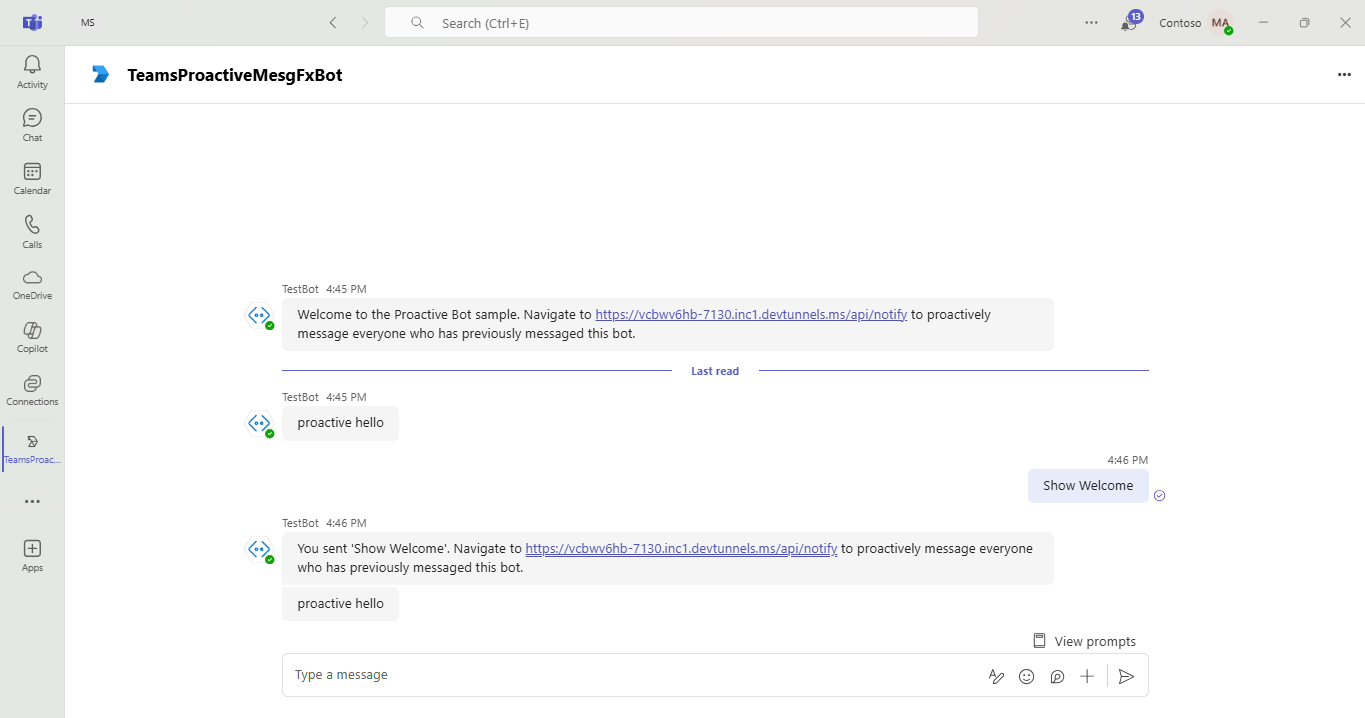 MS
Search (Ctrl+E)
13
Contoso
MA
Activity
Chat
Calendar
Calls
OneDrive
Copilot
Connections
TeamsProac...
Apps
TeamsProactiveMesgFxBot
TestBot 4:45 PM
Welcome to the Proactive Bot sample. Navigate to https://vcbwv6hb-7130.inc1.devtunnels.ms/api/notify to proactively
message everyone who has previously messaged this bot.
Last read
TestBot 4:45 PM
proactive hello
4:46 PM
Show Welcome
TestBot 4:46 PM
You sent 'Show Welcome'. Navigate to https://vcbwv6hb-7130.inc1.devtunnels.ms/api/notify to proactively message everyone
who has previously messaged this bot.
proactive hello
View prompts
Type a message